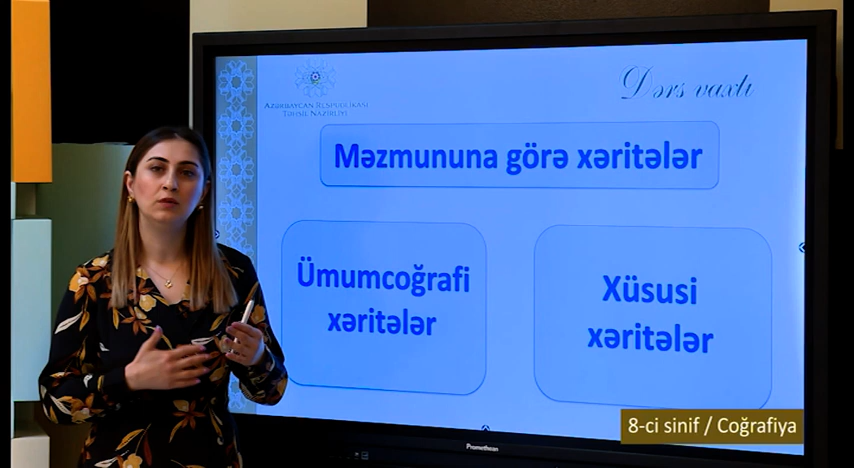 AZƏRBAYCAN RESPUBLİKASI
TƏHSİL NAZİRLİYİ
Dərs vaxtı
Məzmununa görə xəritələr
Ümumcoğrafi
xəritələr
Xüsusi
xəritələr
8-ci sinif / Coğrafiya
Promethean